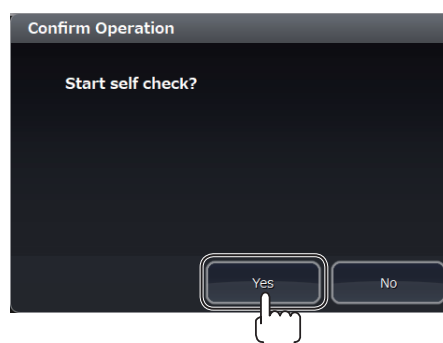 Confirm Operation
Start self check?
Yes No